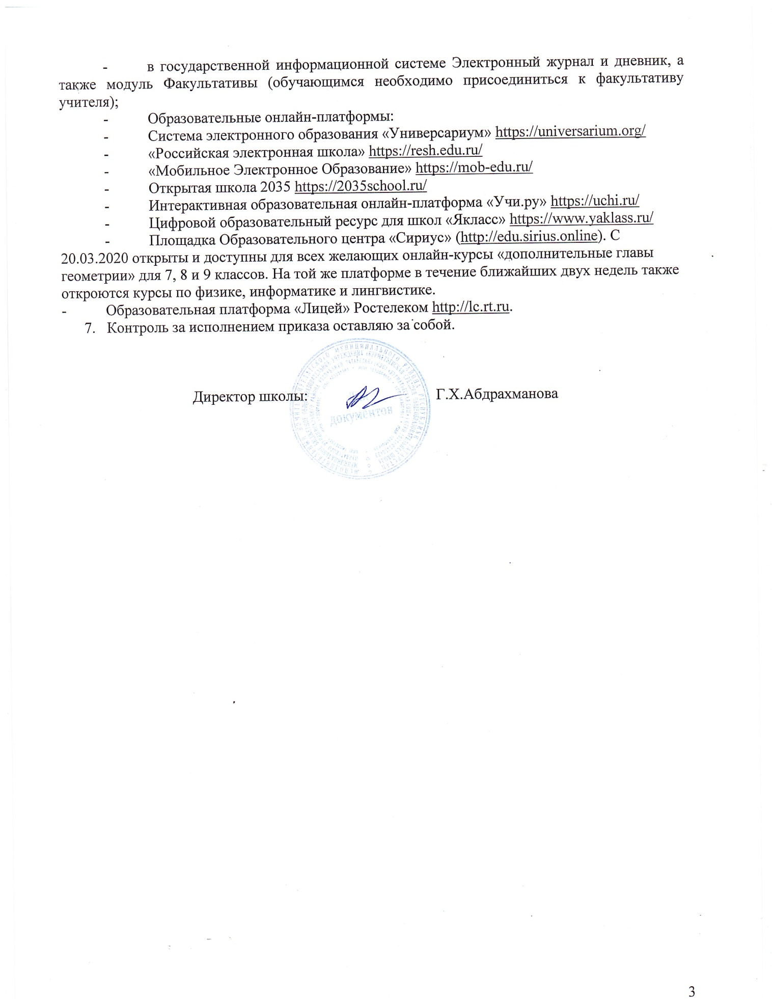 - в государственной информационной системе Электронный журнал и дневник, а
также модуль Факультативы (обучающимся необходимо присоединиться к факультативу
учителя);
- Образовательные онлайн-платформы:
- Система электронного образования «Универсариум» https://universarium.org/
- «Российская электронная школа» https://resh.edu.ru/
- «Мобильное Электронное Образование» https://mob-edu.ru/
- Открытая школа 2035 https://2035school.ru/
- Интерактивная образовательная онлайн-платформа «Учи.ру» https://uchi.ru/
- Цифровой образовательный ресурс для школ «Якласс» https://www.yaklass.ru/
- Площадка Образовательного центра «Сириус» (http://edu.sirius.online). С
20.03.2020 открыты и доступны для всех желающих онлайн-курсы «дополнительные главы
геометрии» для 7, 8 и 9 классов. На той же платформе в течение ближайших двух недель также
откроются курсы по физике, информатике и лингвистике.
- Образовательная платформа «Лицей» Ростелеком http://lc.rt.ru.
7. Контроль за исполнением приказа оставляю за собой.
Директор школы: Г.Х.Абдрахманова
документов
3